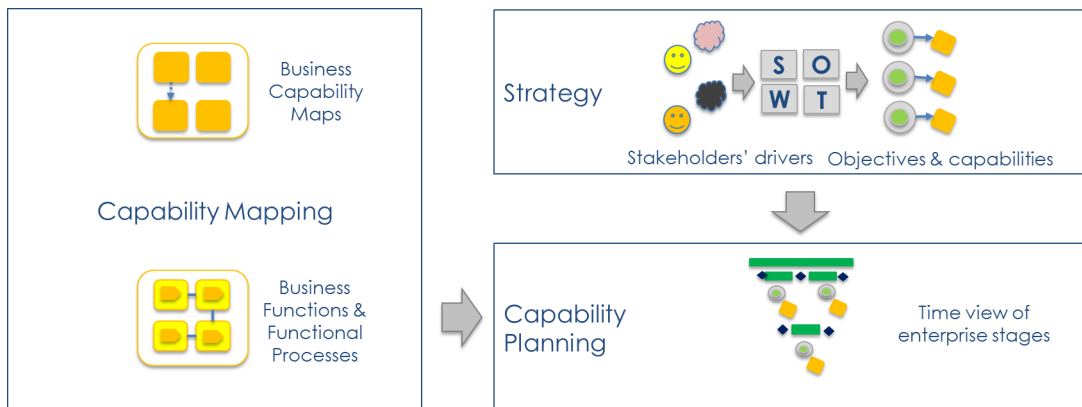 Business
Capability
Maps
Capability Mapping
Business
Functions &
Functional
Processes
Strategy
S O
W T
Stakeholders’ drivers
Objectives & capabilities
Capability
Planning
Time view of
enterprise stages